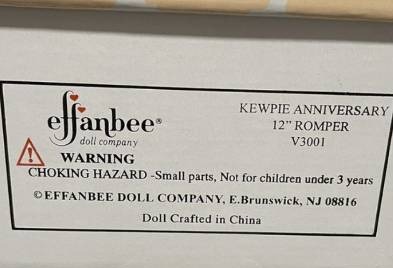 effanbee®
doll company
KEWPIE ANNIVERSARY
12" ROMPER
V3001
WARNING
CHOKING HAZARD -Small parts, Not for children under 3 years
©EFFANBEE DOLL COMPANY, E.Brunswick, NJ 08816
Doll Crafted in China